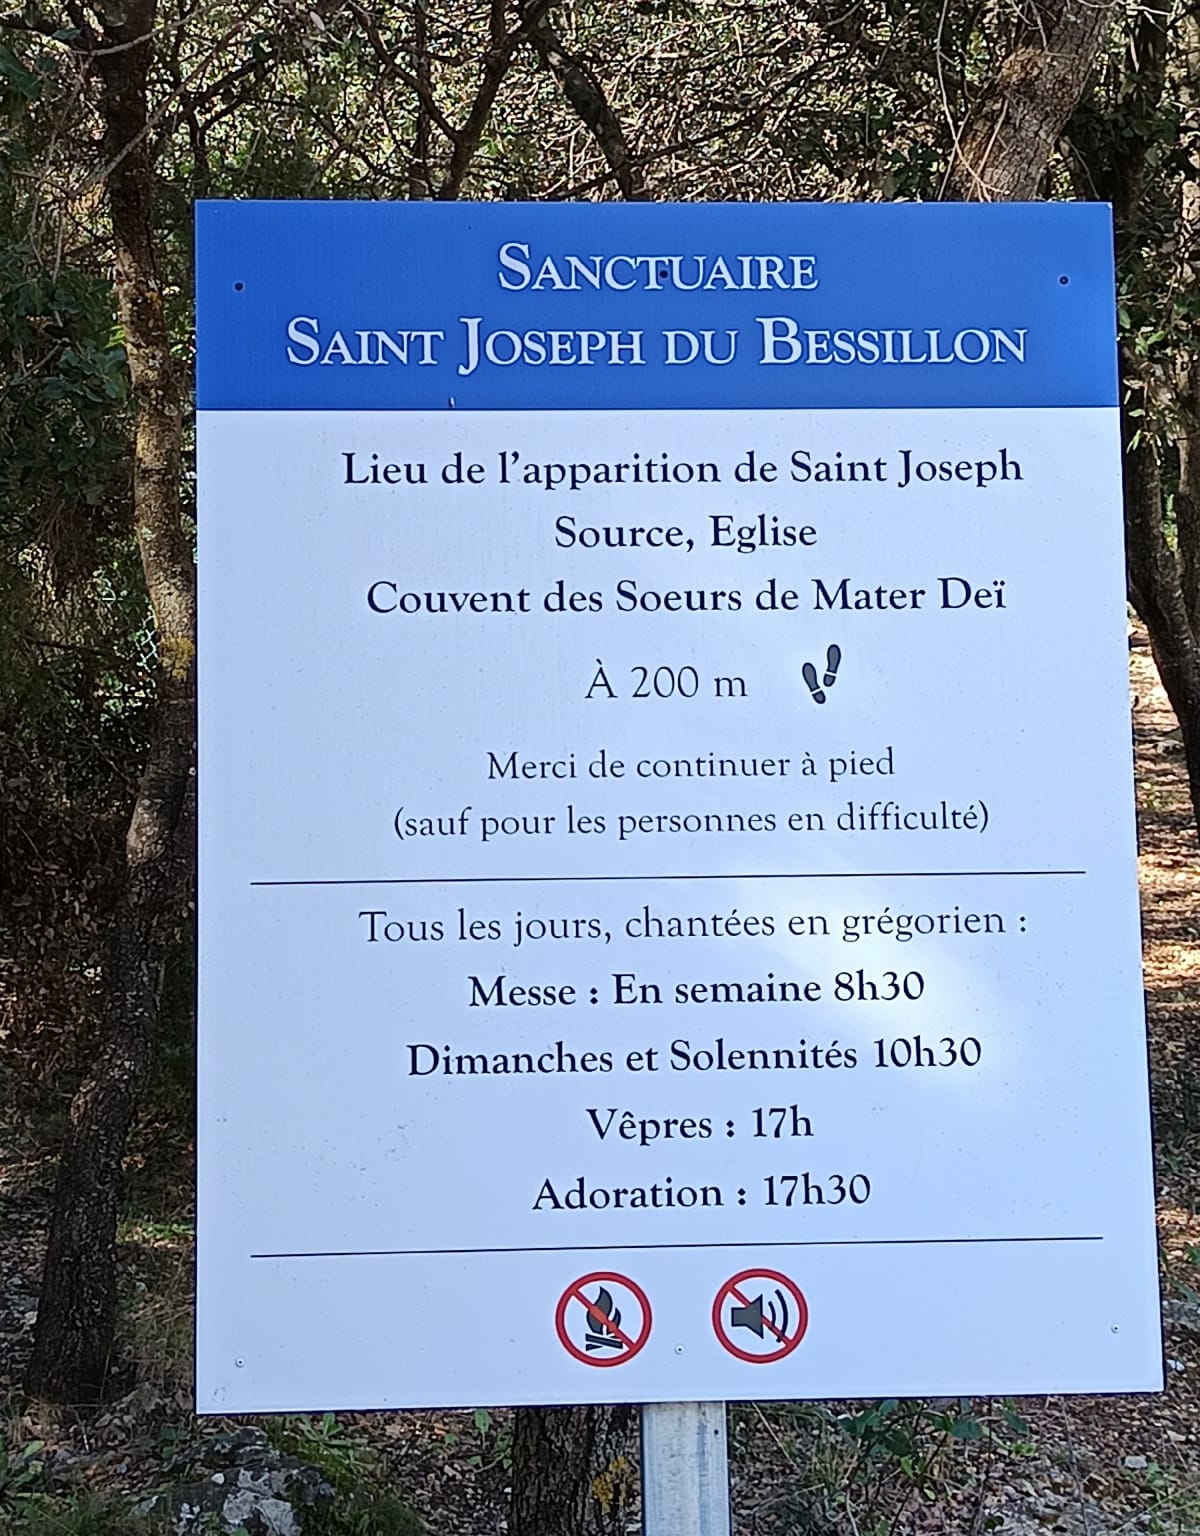 SANCTUAIRE
SAINT JOSEPH DU BESSILLON
Lieu de l'apparition de Saint Joseph
Source, Eglise
Couvent des Soeurs de Mater Deï
À 200 m
Merci de continuer à pied
(sauf pour les personnes en difficulté)
Tous les jours, chantées en grégorien :
Messe : En semaine 8h30
Dimanches et Solennités 10h30
Vêpres : 17h
Adoration : 17h30